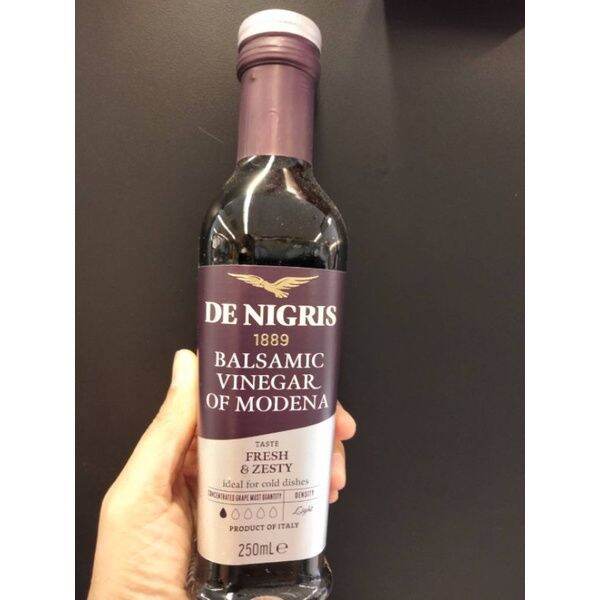 DE NIGRIS
1889
BALSAMIC
VINEGAR
OF MODENA
TASTE
FRESH
& ZESTY
ideal for cold dishes
CONCENTRATED GRAPE MUST QUANTITY DENSITY
Light
PRODUCT OF ITALY
250mL ℮